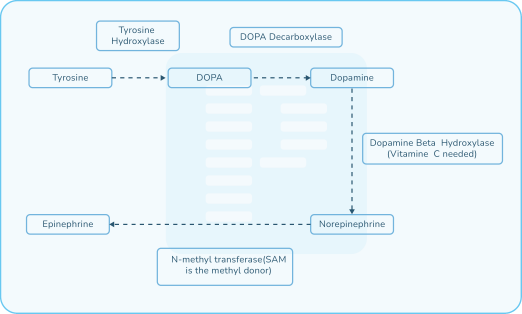 Tyrosine
Hydroxylase
DOPA Decarboxylase
Tyrosine
DOPA
Dopamine
Dopamine Beta Hydroxylase
(Vitamine C needed)
Epinephrine
Norepinephrine
N-methyl transferase(SAM
is the methyl donor)